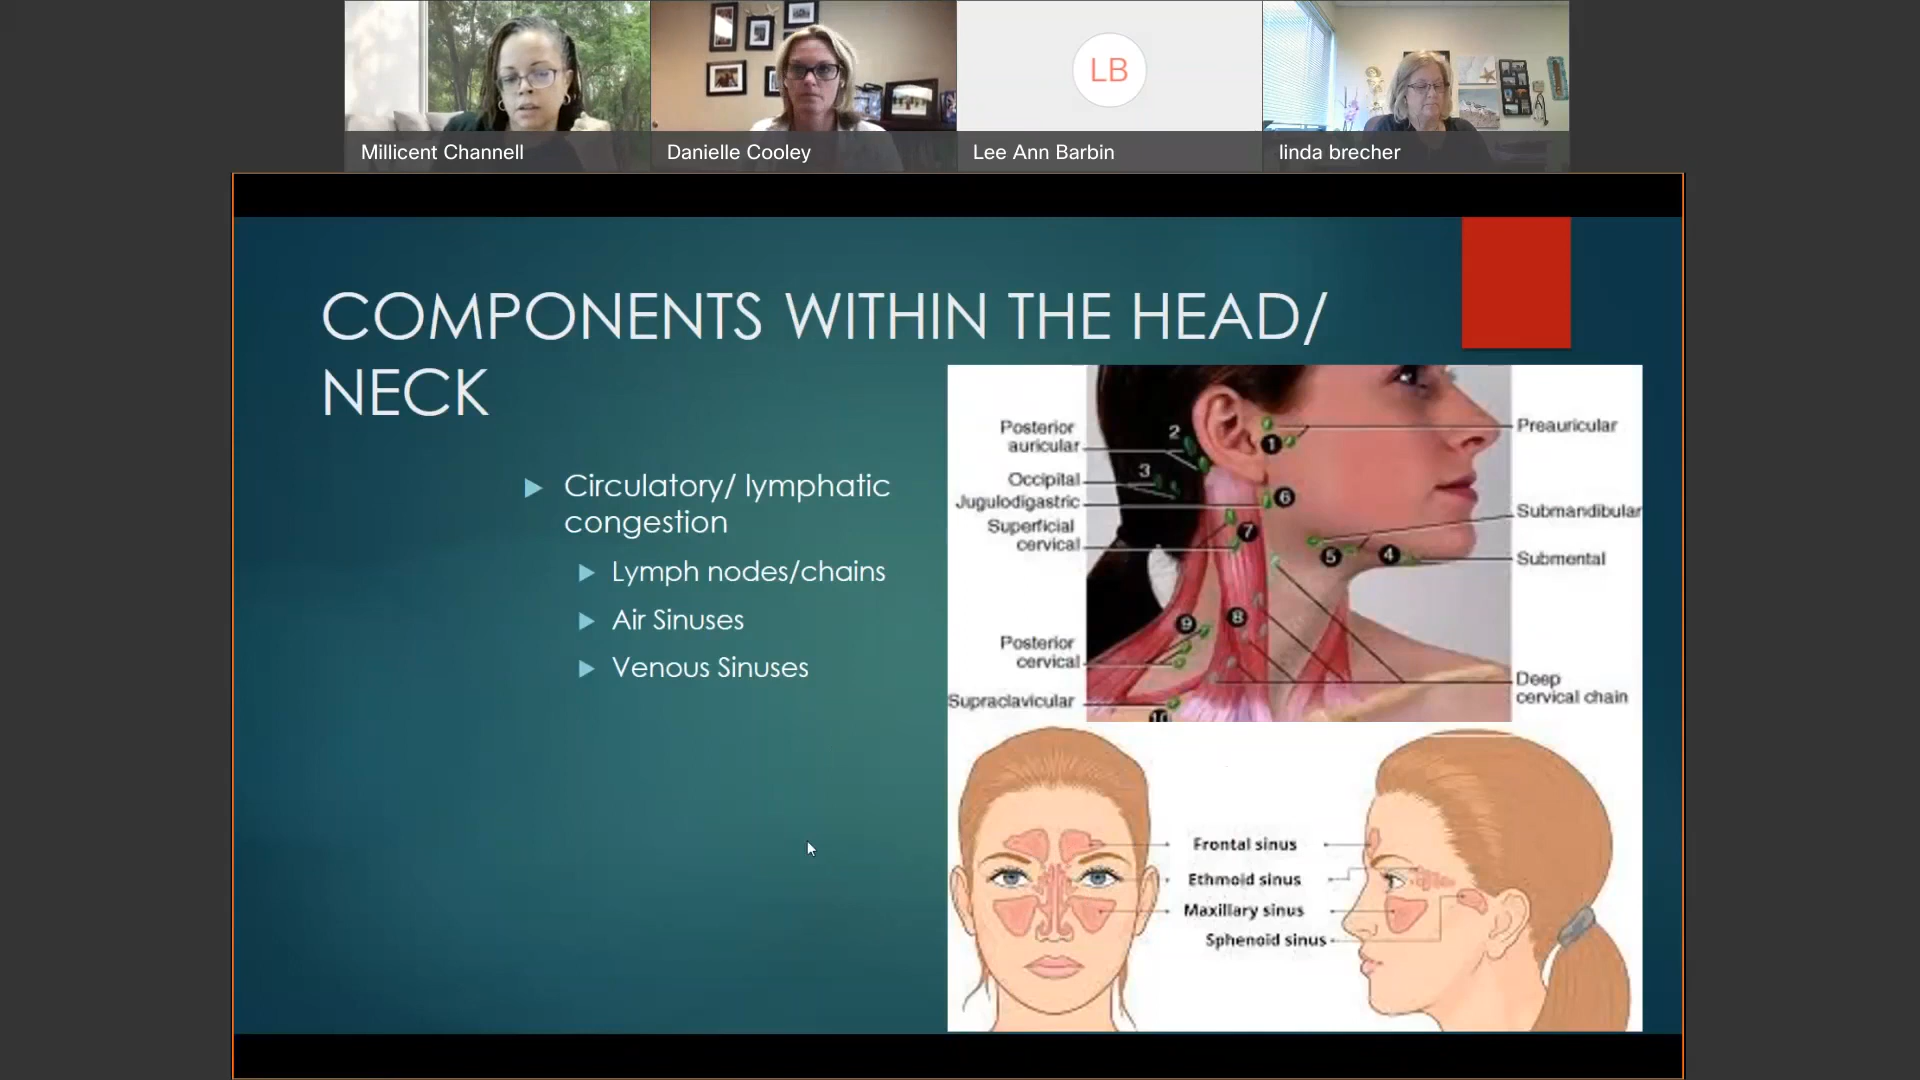 Millicent Channell
Danielle Cooley
LB
Lee Ann Barbin
linda brecher
COMPONENTS WITHIN THE HEAD/
NECK
Circulatory/ lymphatic
congestion
Lymph nodes/chains
Air Sinuses
Venous Sinuses
Posterior
auricular
Occipital
Jugulodigastric
Superficial
cervical
Posterior
cervical
Supraclavicular
2
3
1
6
7
5
4
9
8
10
Preauricular
Submandibular
Submental
Deep
cervical chain
Frontal sinus
Ethmoid sinus
Maxillary sinus
Sphenoid sinus